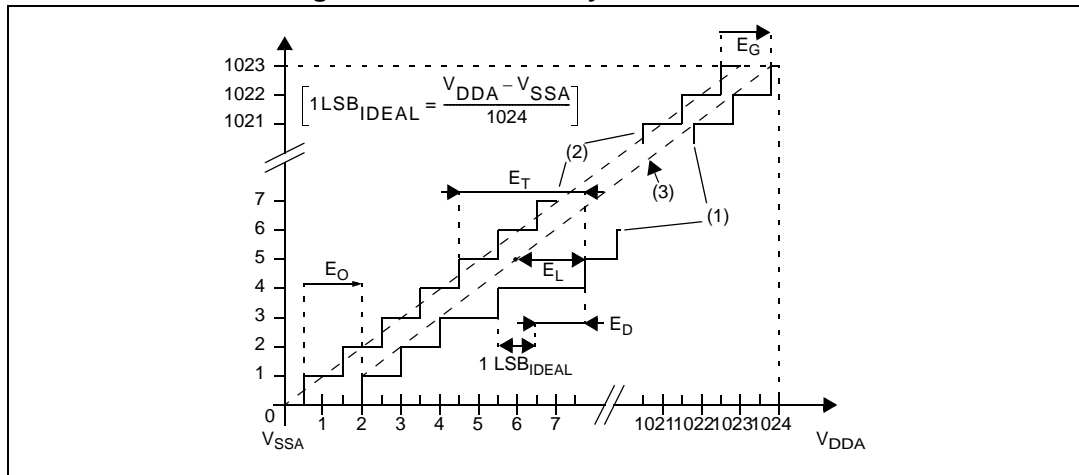 E_G
1023
1022
1021
[1LSB_IDEAL = (V_DDA − V_SSA) / 1024]
(2)
(3)
(1)
E_T
7
6
5
4
3
2
1
0
E_O
E_L
E_D
1 LSB_IDEAL
1 2 3 4 5 6 7 1021 1022 1023 1024
V_SSA
V_DDA